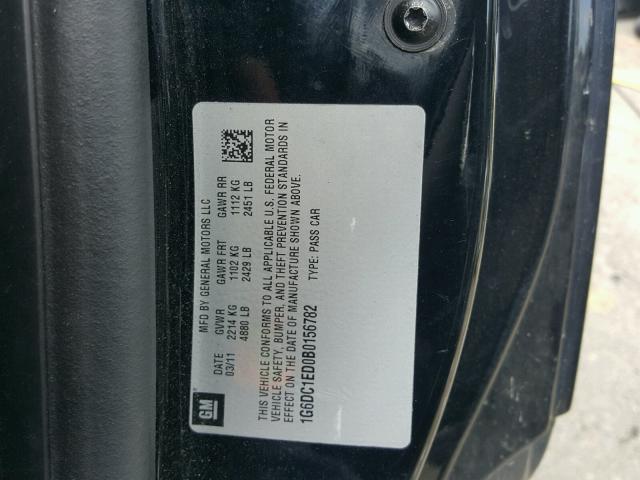 GM
MFD BY GENERAL MOTORS LLC
DATE GVWR GAWR FRT GAWR RR
03/11 2214 KG 1102 KG 1112 KG
4880 LB 2429 LB 2451 LB
THIS VEHICLE CONFORMS TO ALL APPLICABLE U.S. FEDERAL MOTOR
VEHICLE SAFETY, BUMPER, AND THEFT PREVENTION STANDARDS IN
EFFECT ON THE DATE OF MANUFACTURE SHOWN ABOVE.
1G6DC1ED0B0156782 TYPE: PASS CAR